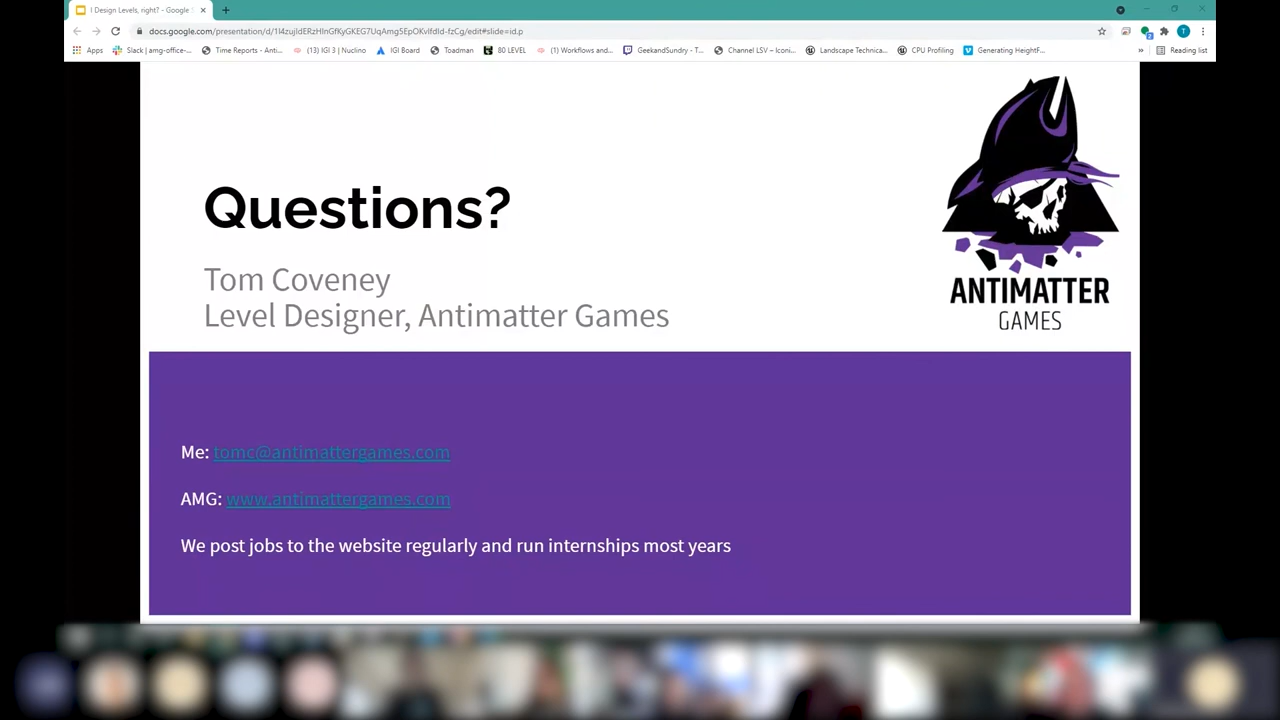 I Design Levels, right? - Google
docs.google.com/presentation/d/1l4zujldERzHlnGfKyGKEG7UqAmg5EpOKvlfdId-fzCg/edit#slide=id.p
Apps Slack | amg-office-... Time Reports - Anti... (13) IGI 3 | Nuclino IGI Board Toadman 80 LEVEL (1) Workflows and... GeekandSundry - T... Channel LSV – Iconi... Landscape Technica... CPU Profiling Generating HeightF... » Reading list
Questions?
Tom Coveney
Level Designer, Antimatter Games
ANTIMATTER
GAMES
Me: tomc@antimattergames.com
AMG: www.antimattergames.com
We post jobs to the website regularly and run internships most years